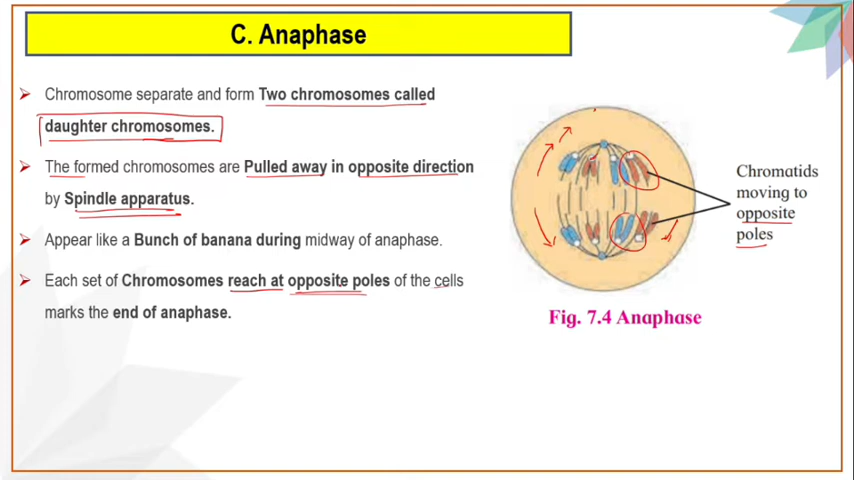 C. Anaphase
Chromosome separate and form Two chromosomes called
daughter chromosomes.
The formed chromosomes are Pulled away in opposite direction
by Spindle apparatus.
Appear like a Bunch of banana during midway of anaphase.
Each set of Chromosomes reach at opposite poles of the cells
marks the end of anaphase.
Chromatids
moving to
opposite
poles
Fig. 7.4 Anaphase